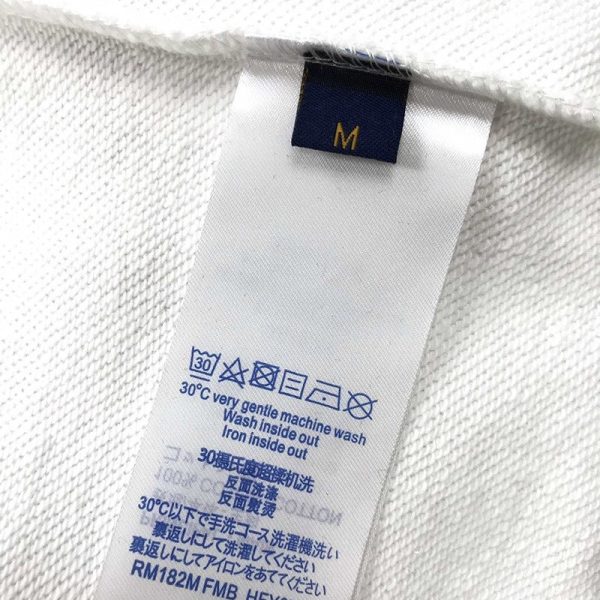 M
30
30°C very gentle machine wash
Wash inside out
Iron inside out
30摄氏度超揉机洗
反面洗涤
反面熨烫
30°C以下で手洗コース洗濯機洗い
裏返しにして洗濯してください
裏返しにしてアイロンをあててください
RM182M FMB